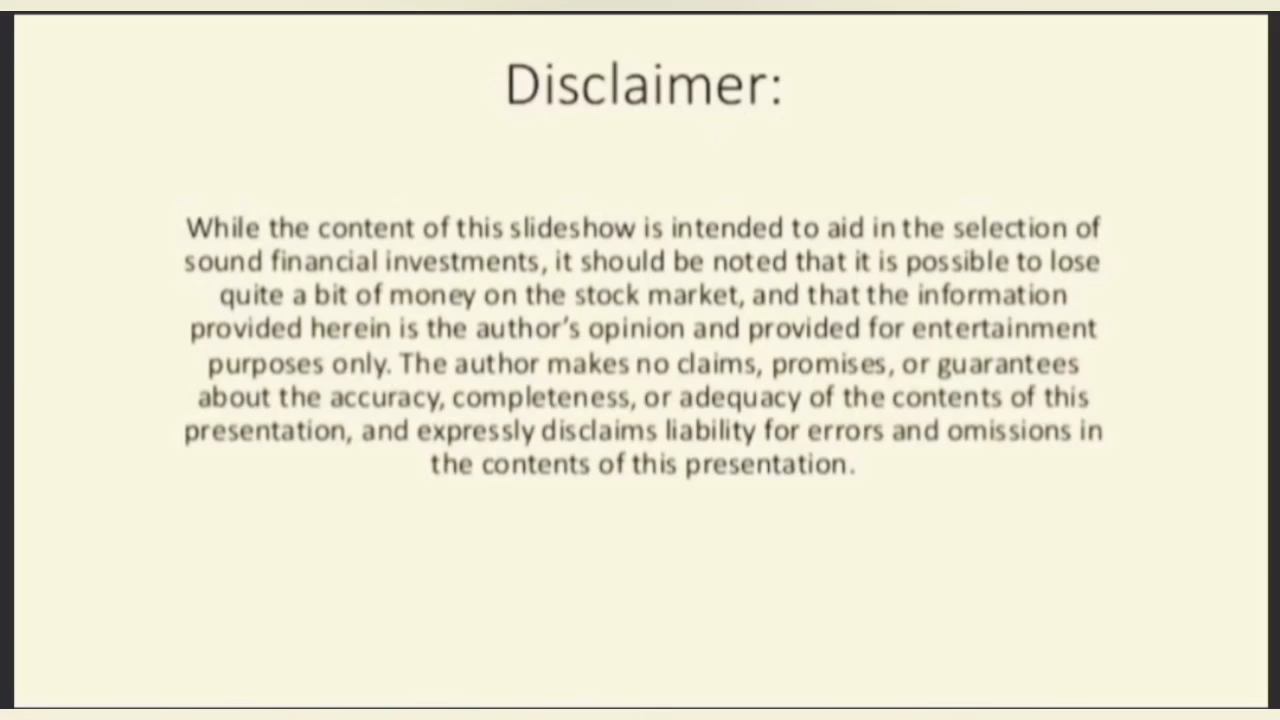 Disclaimer:
While the content of this slideshow is intended to aid in the selection of
sound financial investments, it should be noted that it is possible to lose
quite a bit of money on the stock market, and that the information
provided herein is the author's opinion and provided for entertainment
purposes only. The author makes no claims, promises, or guarantees
about the accuracy, completeness, or adequacy of the contents of this
presentation, and expressly disclaims liability for errors and omissions in
the contents of this presentation.